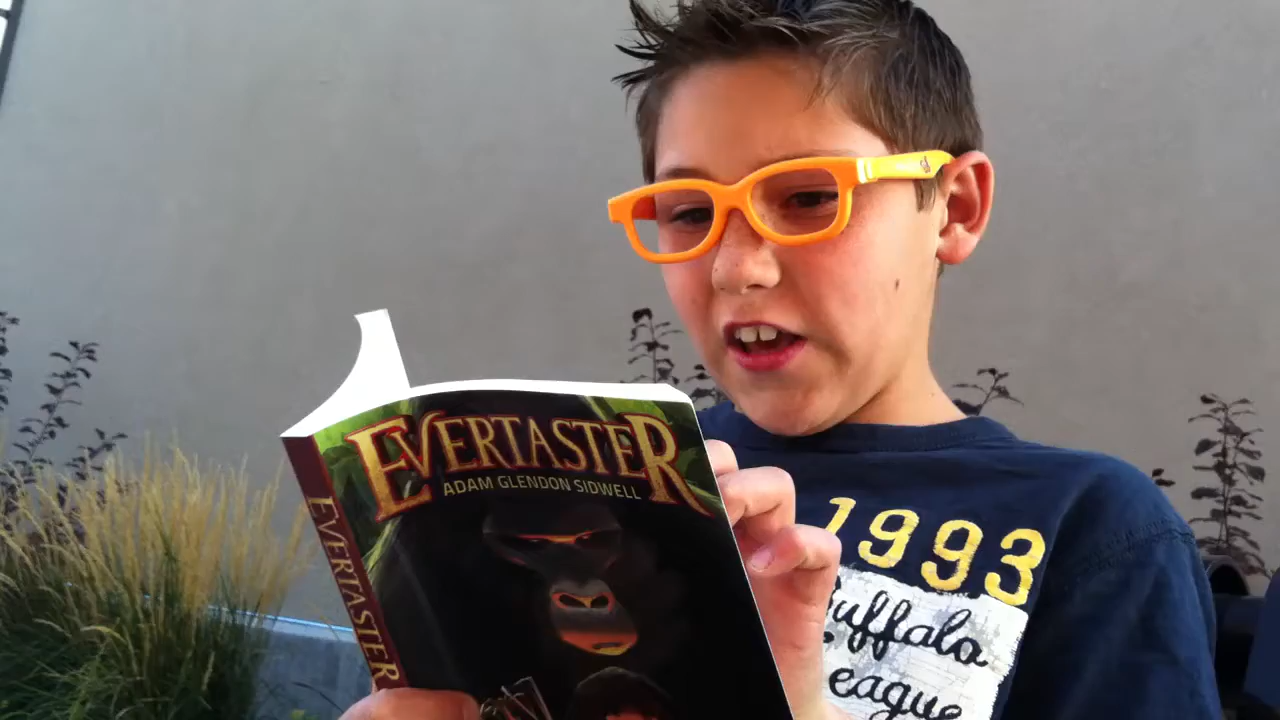 EVERTASTER
ADAM GLENDON SIDWELL
EVERTASTER
1993
uffalo
eague